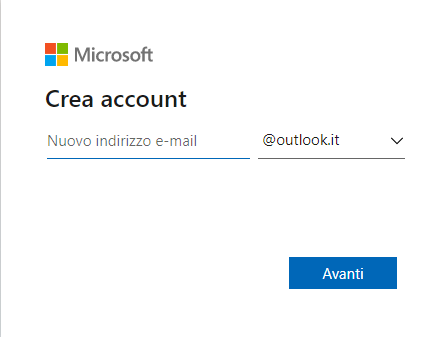 Microsoft
Crea account
Nuovo indirizzo e-mail @outlook.it
Avanti